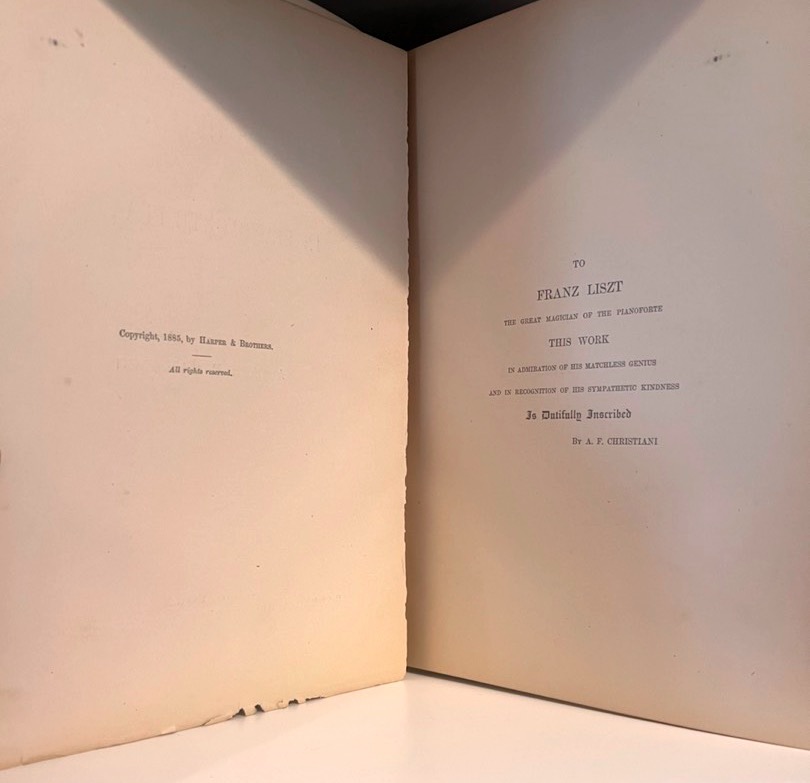 Copyright, 1885, by HARPER & BROTHERS.
All rights reserved.
TO
FRANZ LISZT
THE GREAT MAGICIAN OF THE PIANOFORTE
THIS WORK
IN ADMIRATION OF HIS MATCHLESS GENIUS
AND IN RECOGNITION OF HIS SYMPATHETIC KINDNESS
Is Dutifully Inscribed
BY A. F. CHRISTIANI